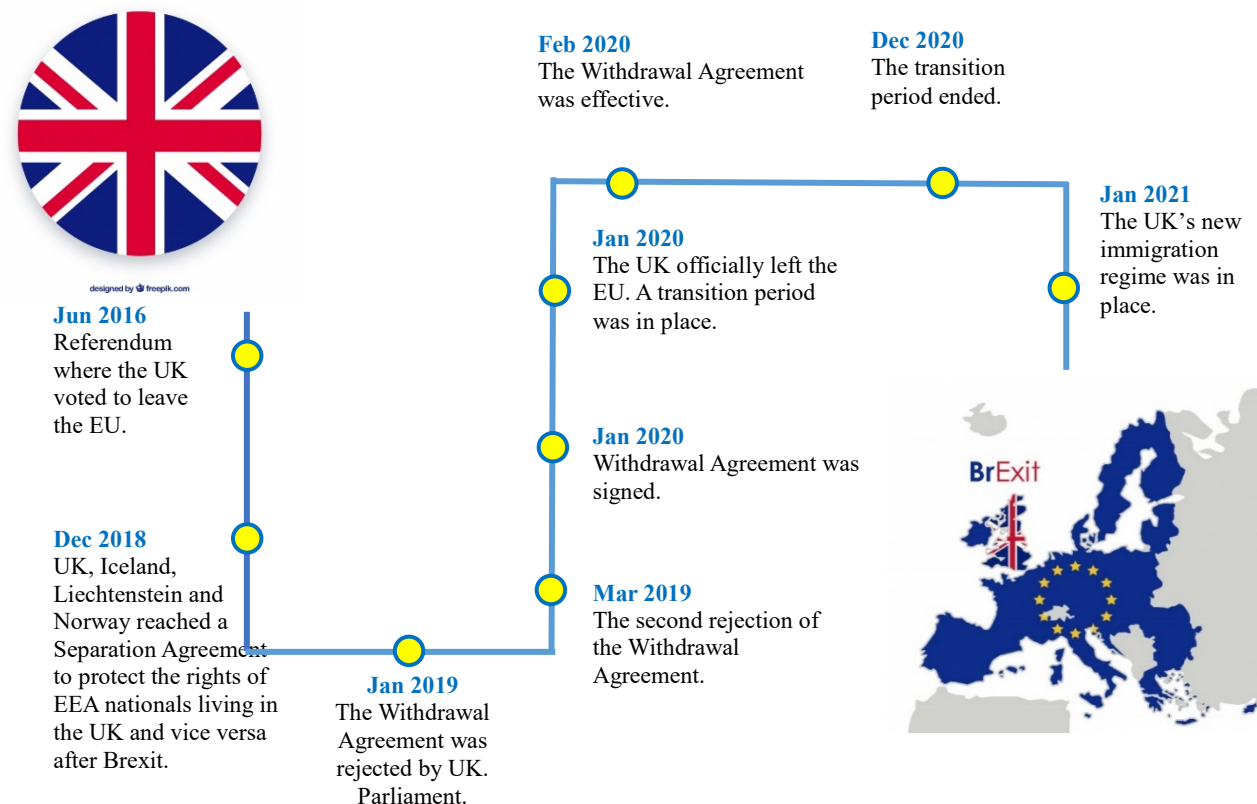 designed by freepik.com
Jun 2016
Referendum
where the UK
voted to leave
the EU.
Dec 2018
UK, Iceland,
Liechtenstein and
Norway reached a
Separation Agreement
to protect the rights of
EEA nationals living in
the UK and vice versa
after Brexit.
Jan 2019
The Withdrawal
Agreement was
rejected by UK.
Parliament.
Mar 2019
The second rejection of
the Withdrawal
Agreement.
Jan 2020
Withdrawal Agreement was
signed.
Jan 2020
The UK officially left the
EU. A transition period
was in place.
Feb 2020
The Withdrawal Agreement
was effective.
Dec 2020
The transition
period ended.
Jan 2021
The UK’s new
immigration
regime was in
place.
BrExit